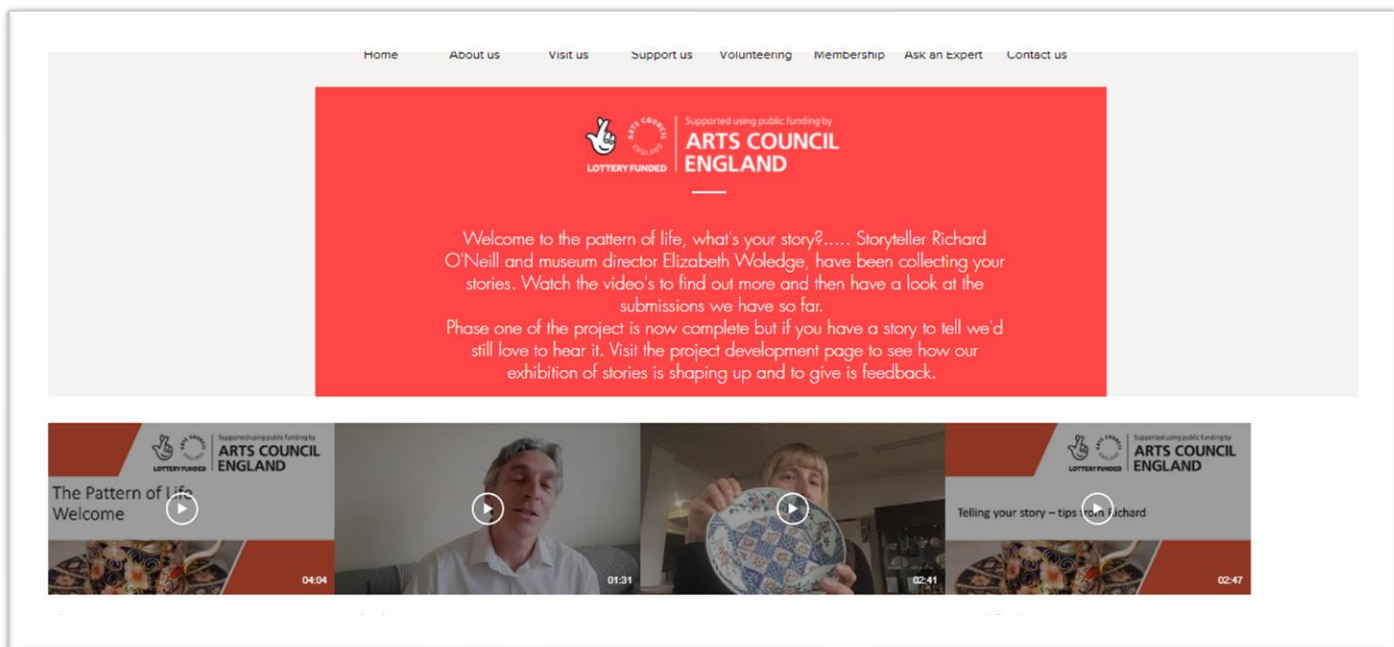 Home About us Visit us Support us Volunteering Membership Ask an Expert Contact us
Supported using public funding by
ARTS COUNCIL
ENGLAND
LOTTERY FUNDED
ARTS COUNCIL
ENGLAND
Welcome to the pattern of life, what's your story?..... Storyteller Richard
O'Neill and museum director Elizabeth Woledge, have been collecting your
stories. Watch the video's to find out more and then have a look at the
submissions we have so far.
Phase one of the project is now complete but if you have a story to tell we'd
still love to hear it. Visit the project development page to see how our
exhibition of stories is shaping up and to give is feedback.
Supported using public funding by
ARTS COUNCIL
ENGLAND
LOTTERY FUNDED
The Pattern of Life
Welcome
04:04
01:31
02:41
Supported using public funding by
ARTS COUNCIL
ENGLAND
LOTTERY FUNDED
Telling your story – tips from Richard
02:47